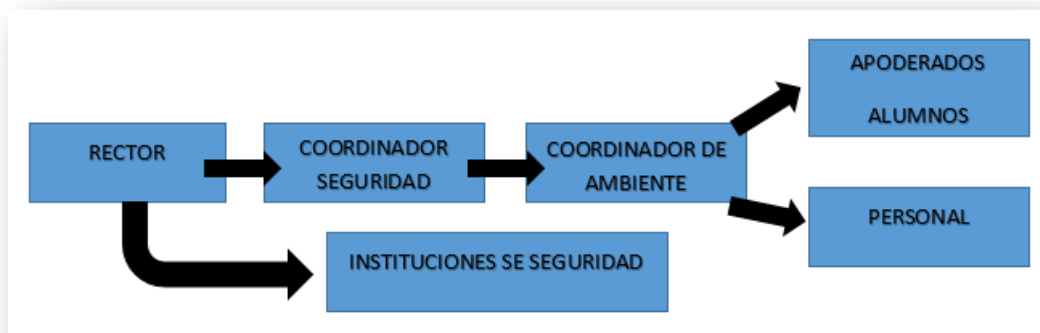 RECTOR
COORDINADOR
SEGURIDAD
COORDINADOR DE
AMBIENTE
APODERADOS
ALUMNOS
PERSONAL
INSTITUCIONES SE SEGURIDAD